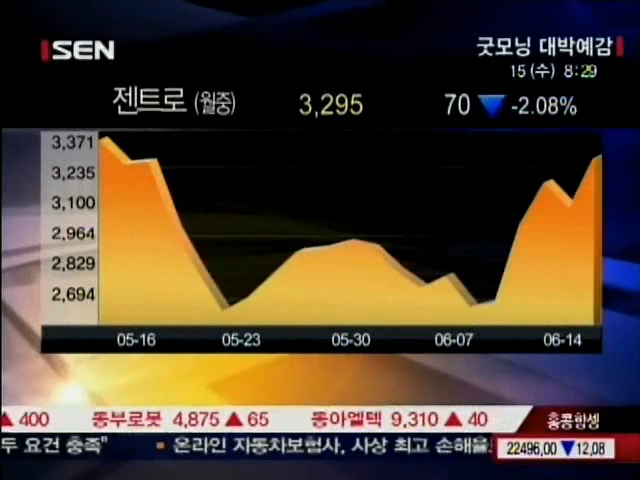 SEN
굿모닝 대박예감
15 (수) 8:29
젠트로 (월중) 3,295 70 ▼ -2.08%
3,371
3,235
3,100
2,964
2,829
2,694
05-16 05-23 05-30 06-07 06-14
▲ 400 동부로봇 4,875 ▲ 65 동아엘텍 9,310 ▲ 40 홍콩항셍
두 요건 충족" ▪ 온라인 자동차보험사, 사상 최고 손해율 22496,00 ▼ 12,08